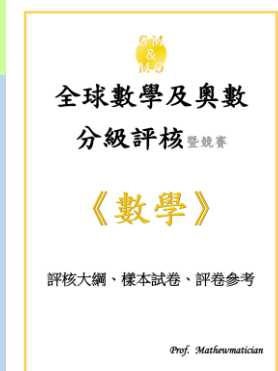 G M
&
M O
全球數學及奧數
分級評核暨競賽
《數學》
評核大綱、樣本試卷、評卷參考
Prof. Mathewmatician